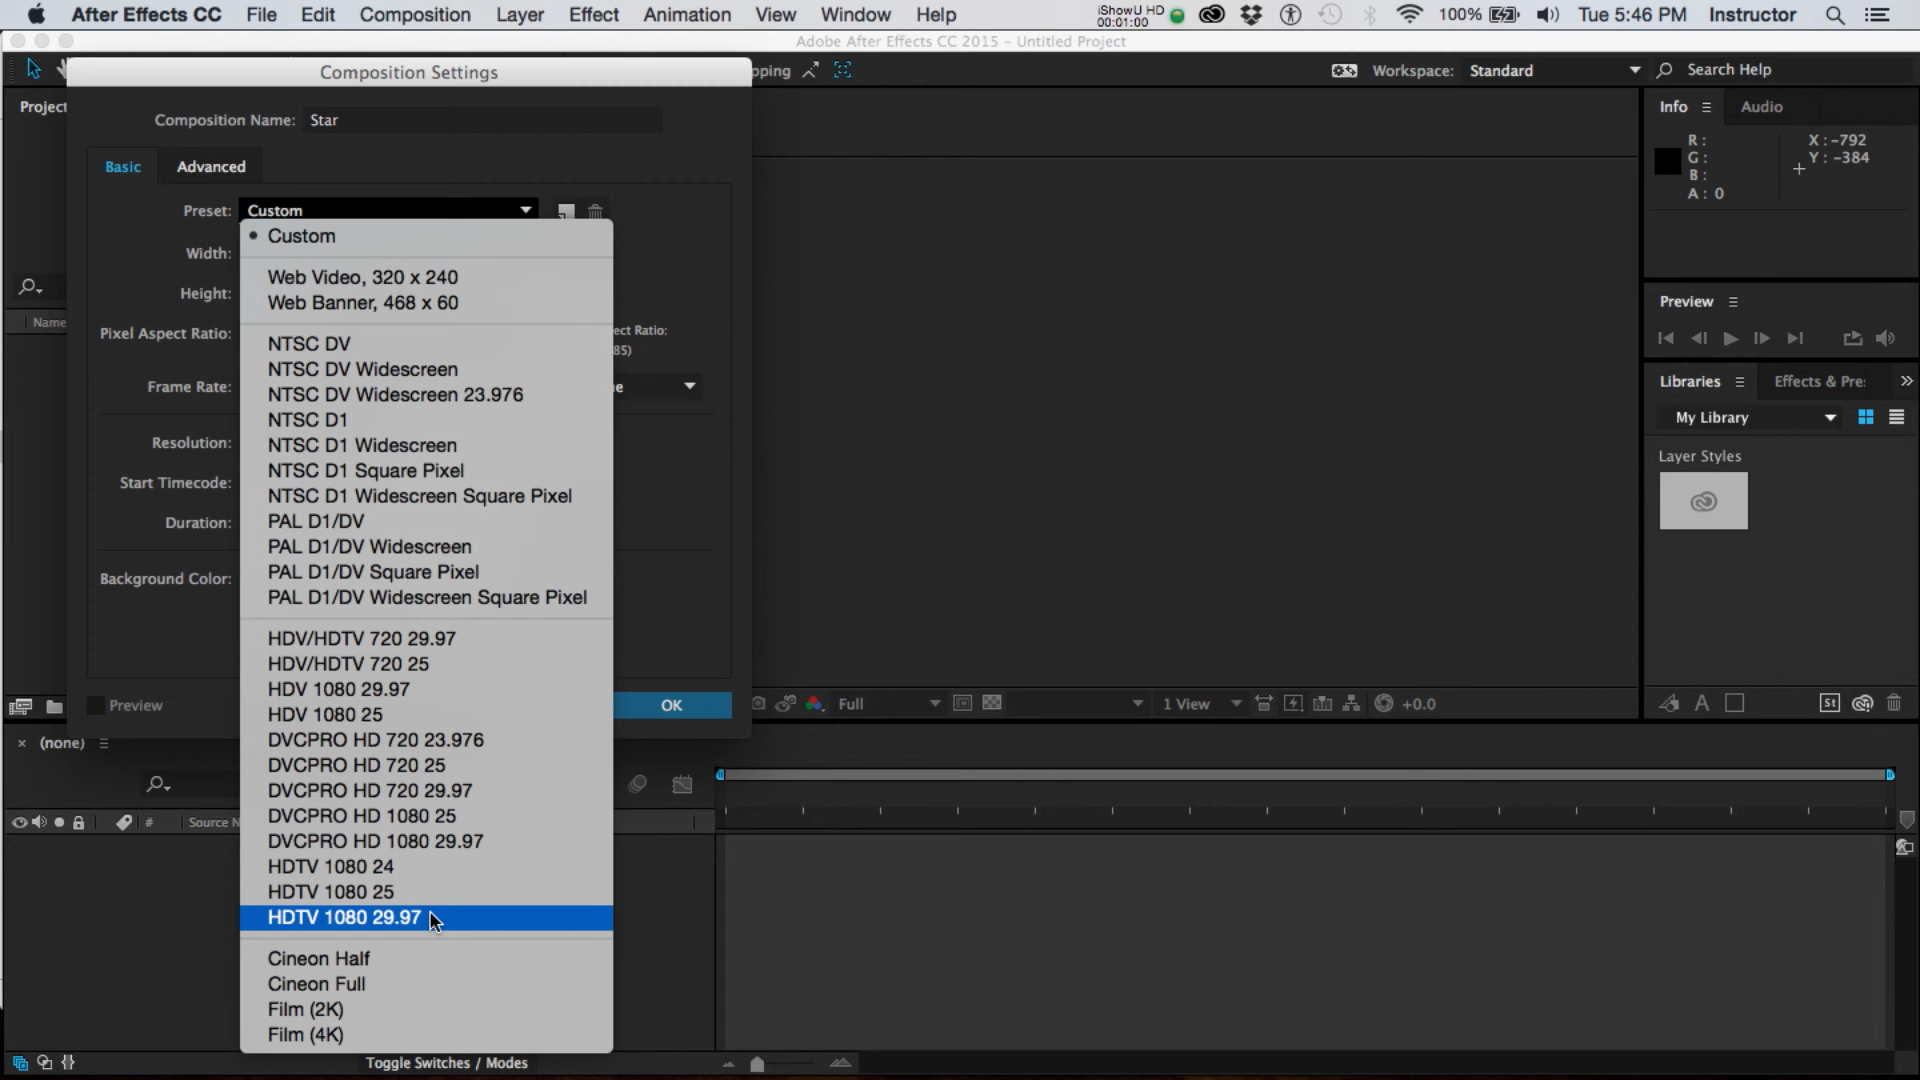 After Effects CC File Edit Composition Layer Effect Animation View Window Help iShowU HD 00:01:00 100% Tue 5:46 PM Instructor
Adobe After Effects CC 2015 – Untitled Project
Composition Settings
pping
Workspace: Standard
Search Help
Project
Composition Name: Star
Basic Advanced
Preset: Custom
Width:
Height:
Pixel Aspect Ratio:
Frame Rate:
Resolution:
Start Timecode:
Duration:
Background Color:
Preview
Custom
Web Video, 320 x 240
Web Banner, 468 x 60
NTSC DV
NTSC DV Widescreen
NTSC DV Widescreen 23.976
NTSC D1
NTSC D1 Widescreen
NTSC D1 Square Pixel
NTSC D1 Widescreen Square Pixel
PAL D1/DV
PAL D1/DV Widescreen
PAL D1/DV Square Pixel
PAL D1/DV Widescreen Square Pixel
HDV/HDTV 720 29.97
HDV/HDTV 720 25
HDV 1080 29.97
HDV 1080 25
DVCPRO HD 720 23.976
DVCPRO HD 720 25
DVCPRO HD 720 29.97
DVCPRO HD 1080 25
DVCPRO HD 1080 29.97
HDTV 1080 24
HDTV 1080 25
HDTV 1080 29.97
Cineon Half
Cineon Full
Film (2K)
Film (4K)
ect Ratio:
85)
e
OK
Name
Full
1 View
+0.0
Info Audio
R: X : -792
G: Y : -384
B:
A : 0
Preview
Libraries Effects & Pre:
My Library
Layer Styles
A
St
(none)
# Source N
Toggle Switches / Modes